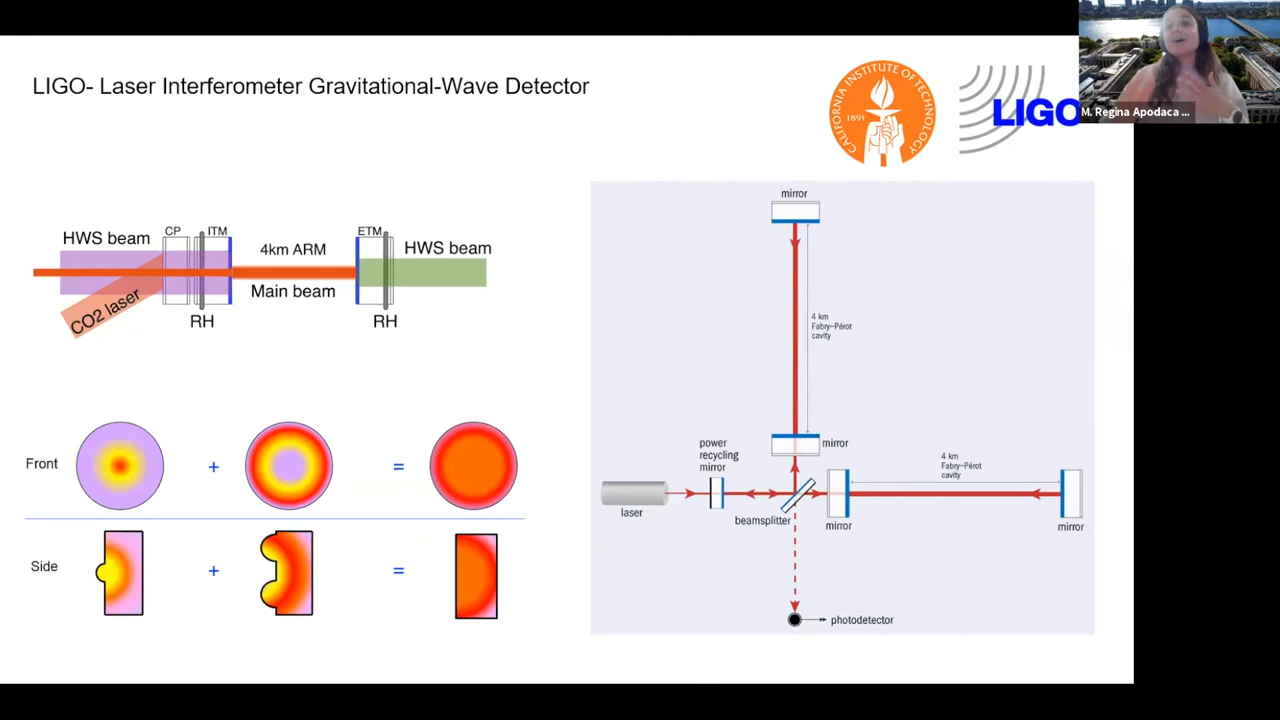 LIGO- Laser Interferometer Gravitational-Wave Detector
CALIFORNIA INSTITUTE OF TECHNOLOGY
1891
LIGO
M. Regina Apodaca ...
HWS beam
CP
ITM
4km ARM
ETM
HWS beam
CO2 laser
RH
Main beam
RH
Front
+
=
Side
+
=
mirror
4 km
Fabry-Pérot
cavity
power
recycling
mirror
mirror
4 km
Fabry-Pérot
cavity
laser
beamsplitter
mirror
mirror
photodetector